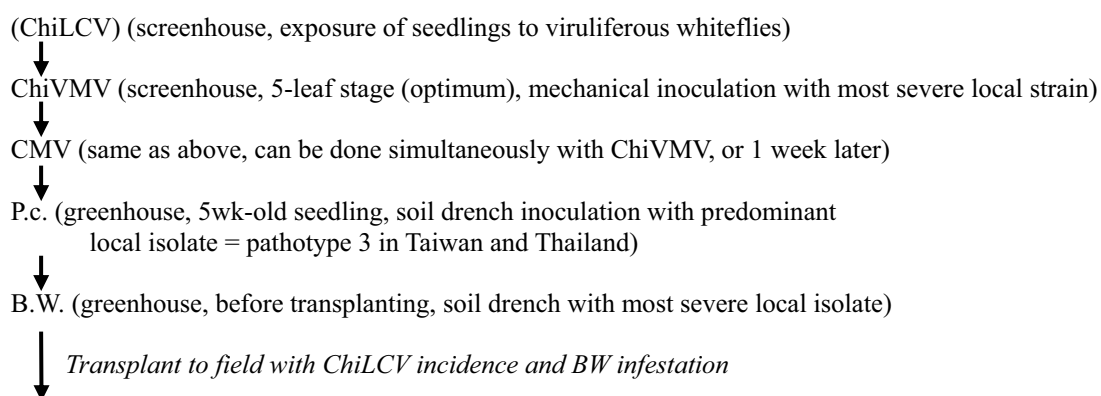 (ChiLCV) (screenhouse, exposure of seedlings to viruliferous whiteflies)
ChiVMV (screenhouse, 5-leaf stage (optimum), mechanical inoculation with most severe local strain)
CMV (same as above, can be done simultaneously with ChiVMV, or 1 week later)
P.c. (greenhouse, 5wk-old seedling, soil drench inoculation with predominant
local isolate = pathotype 3 in Taiwan and Thailand)
B.W. (greenhouse, before transplanting, soil drench with most severe local isolate)
Transplant to field with ChiLCV incidence and BW infestation